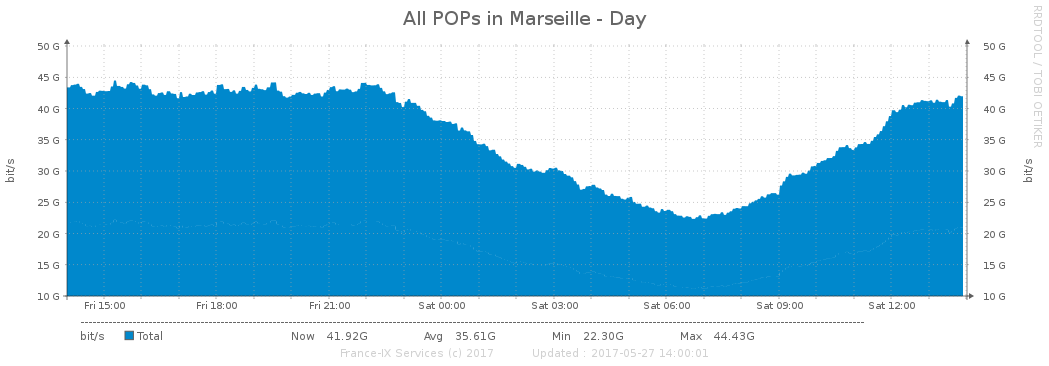 All POPs in Marseille - Day
RRDTOOL / TOBI OETIKER
50 G 50 G
45 G 45 G
40 G 40 G
35 G 35 G
30 G 30 G
25 G 25 G
20 G 20 G
15 G 15 G
10 G 10 G
bit/s
bit/s
Fri 15:00 Fri 18:00 Fri 21:00 Sat 00:00 Sat 03:00 Sat 06:00 Sat 09:00 Sat 12:00
bit/s Total Now 41.92G Avg 35.61G Min 22.30G Max 44.43G
France-IX Services (c) 2017 Updated : 2017-05-27 14:00:01